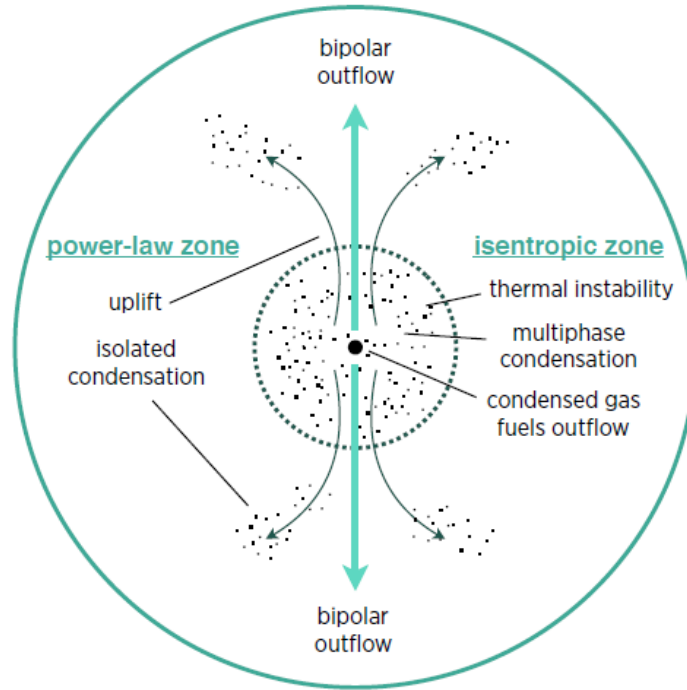 bipolar
outflow
power-law zone
isentropic zone
uplift
thermal instability
isolated
condensation
multiphase
condensation
condensed gas
fuels outflow
bipolar
outflow